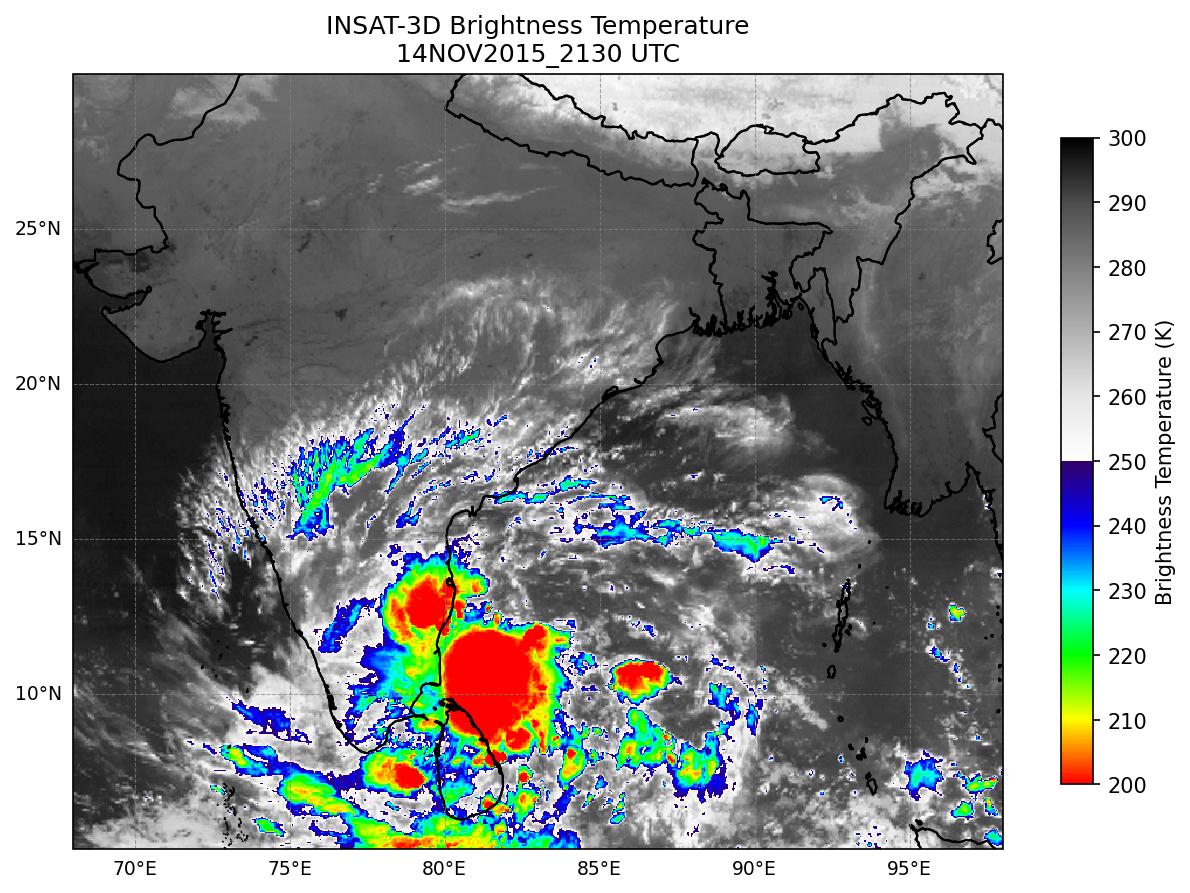 INSAT-3D Brightness Temperature
14NOV2015_2130 UTC
25°N
20°N
15°N
10°N
70°E
75°E
80°E
85°E
90°E
95°E
300
290
280
270
260
250
240
230
220
210
200
Brightness Temperature (K)